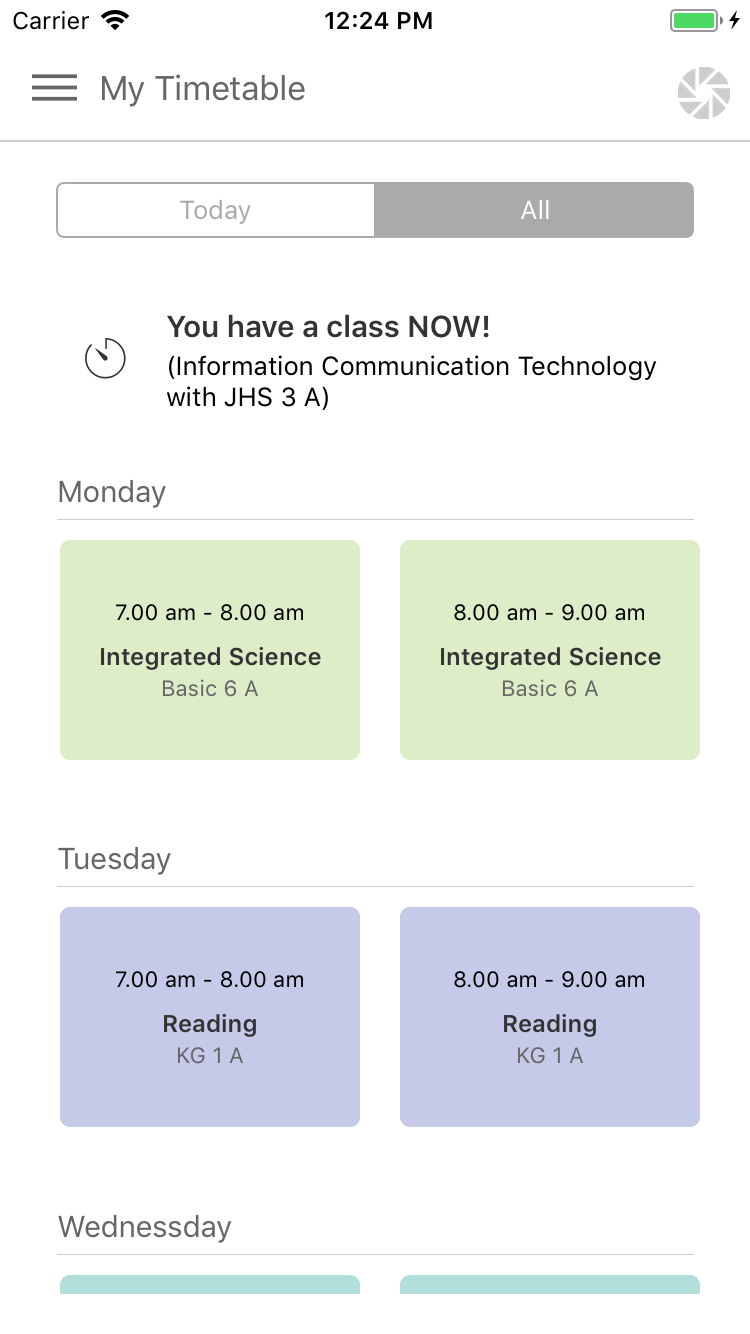 Carrier
12:24 PM
My Timetable
Today
All
You have a class NOW!
(Information Communication Technology
with JHS 3 A)
Monday
7.00 am - 8.00 am
Integrated Science
Basic 6 A
8.00 am - 9.00 am
Integrated Science
Basic 6 A
Tuesday
7.00 am - 8.00 am
Reading
KG 1 A
8.00 am - 9.00 am
Reading
KG 1 A
Wednessday